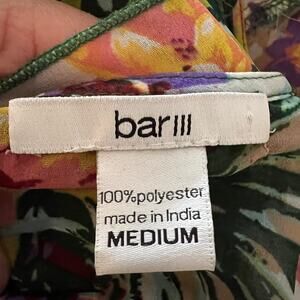 bar III
100% polyester
made in India
MEDIUM